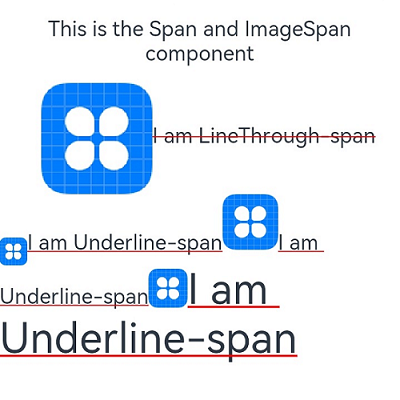 This is the Span and ImageSpan
component
I am LineThrough-span
I am Underline-span I am
Underline-span I am
Underline-span